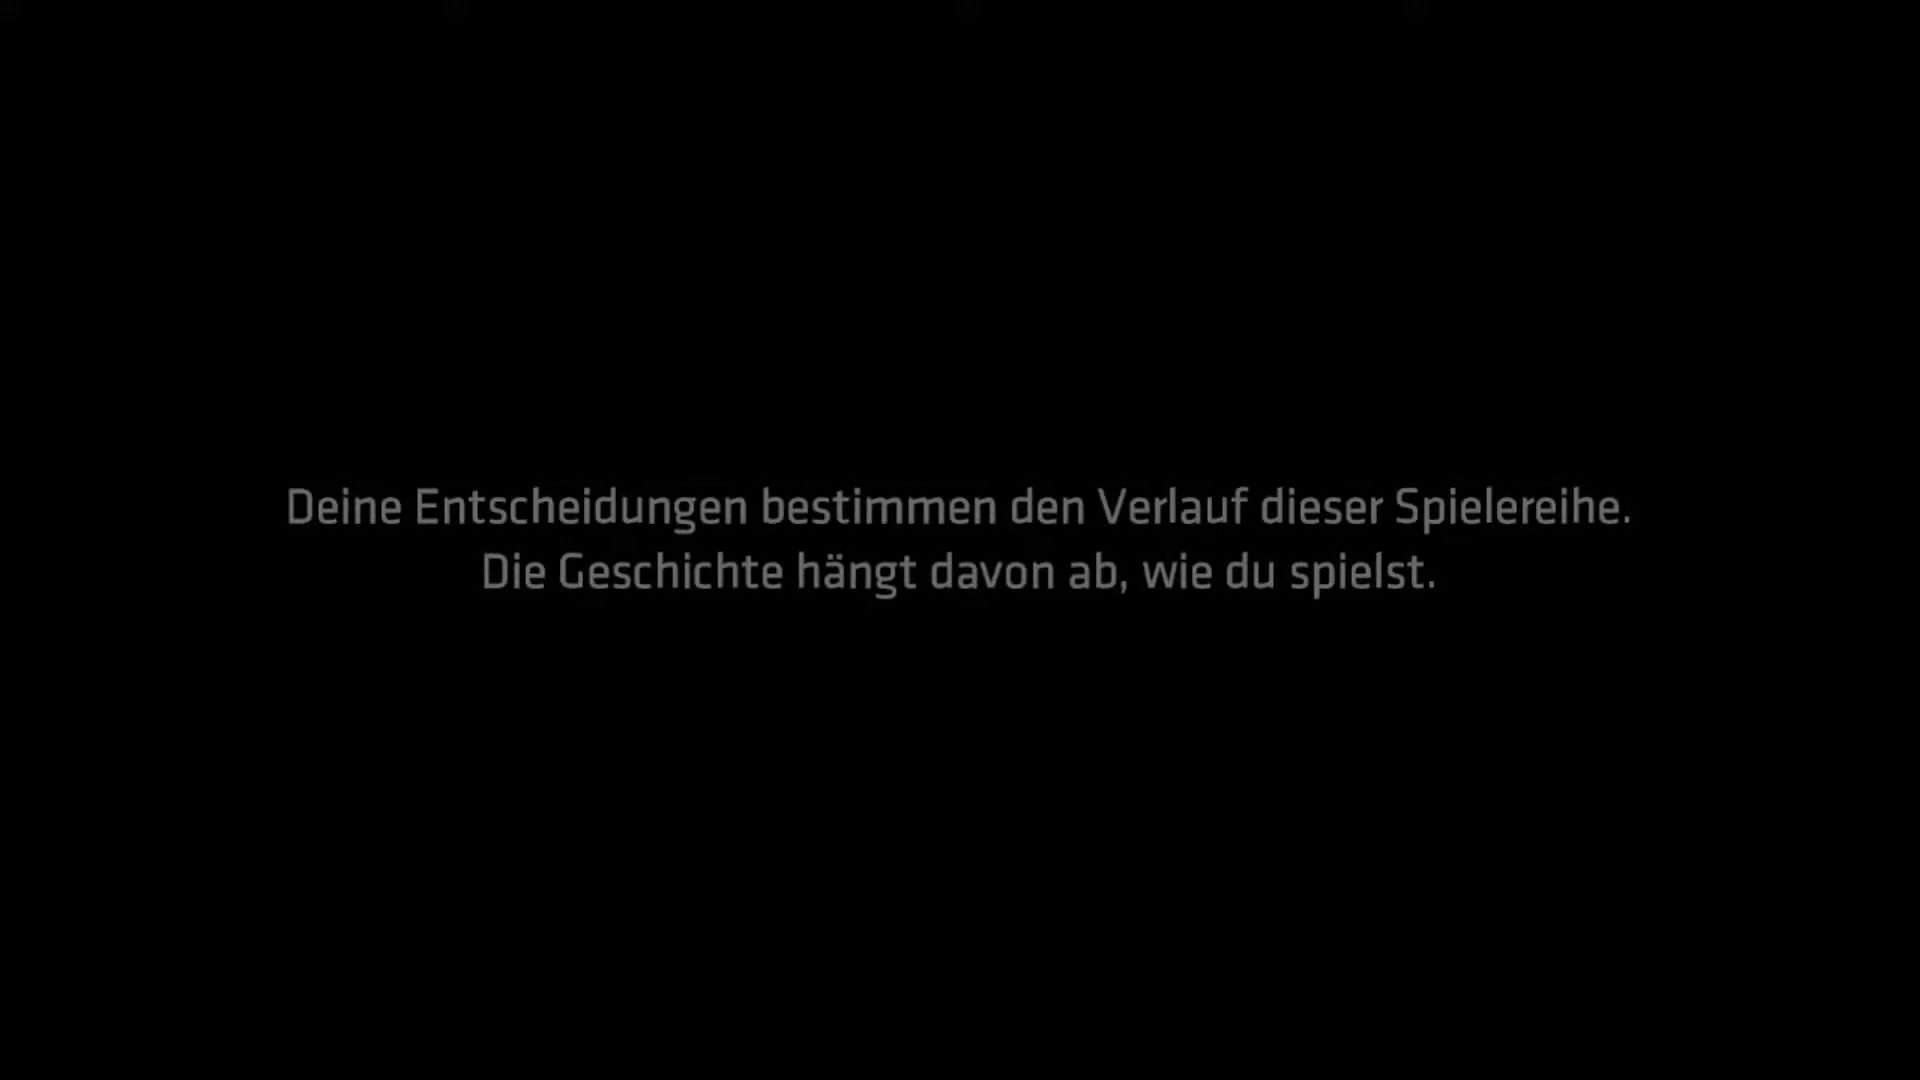 Deine Entscheidungen bestimmen den Verlauf dieser Spielereihe.
Die Geschichte hängt davon ab, wie du spielst.